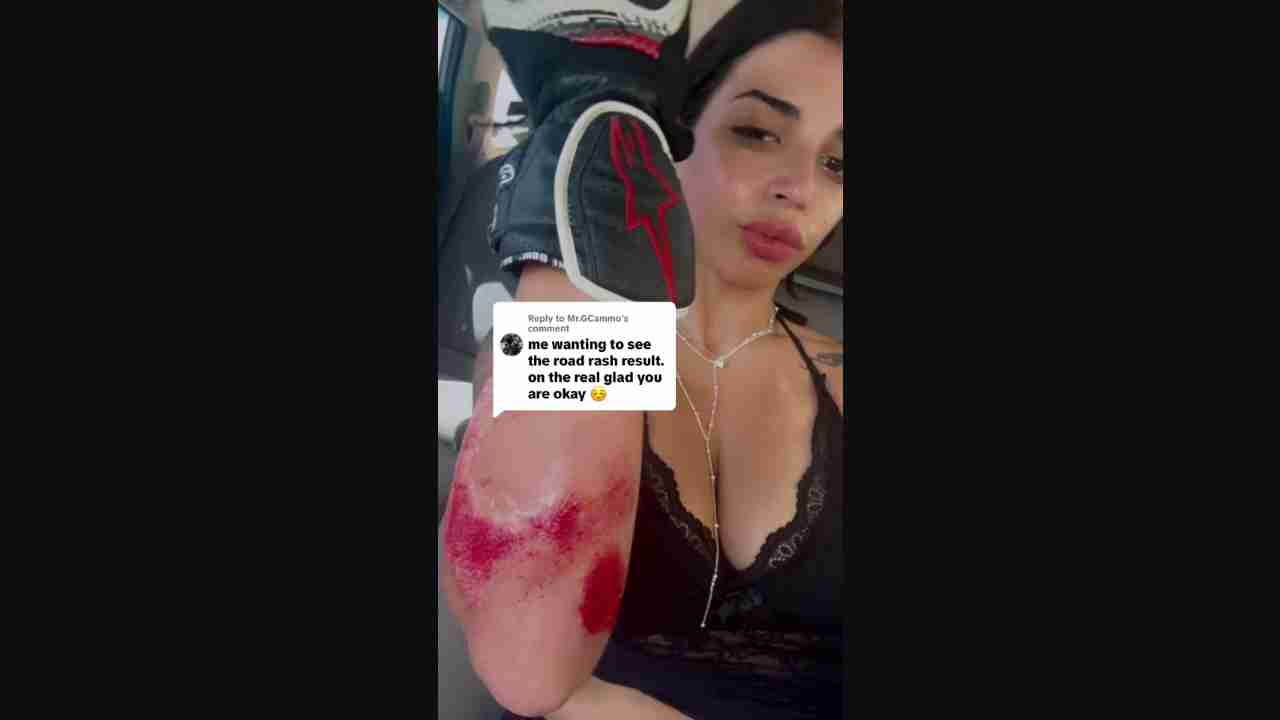 Reply to Mr.GCammo's
comment
me wanting to see
the road rash result.
on the real glad you
are okay ☺️